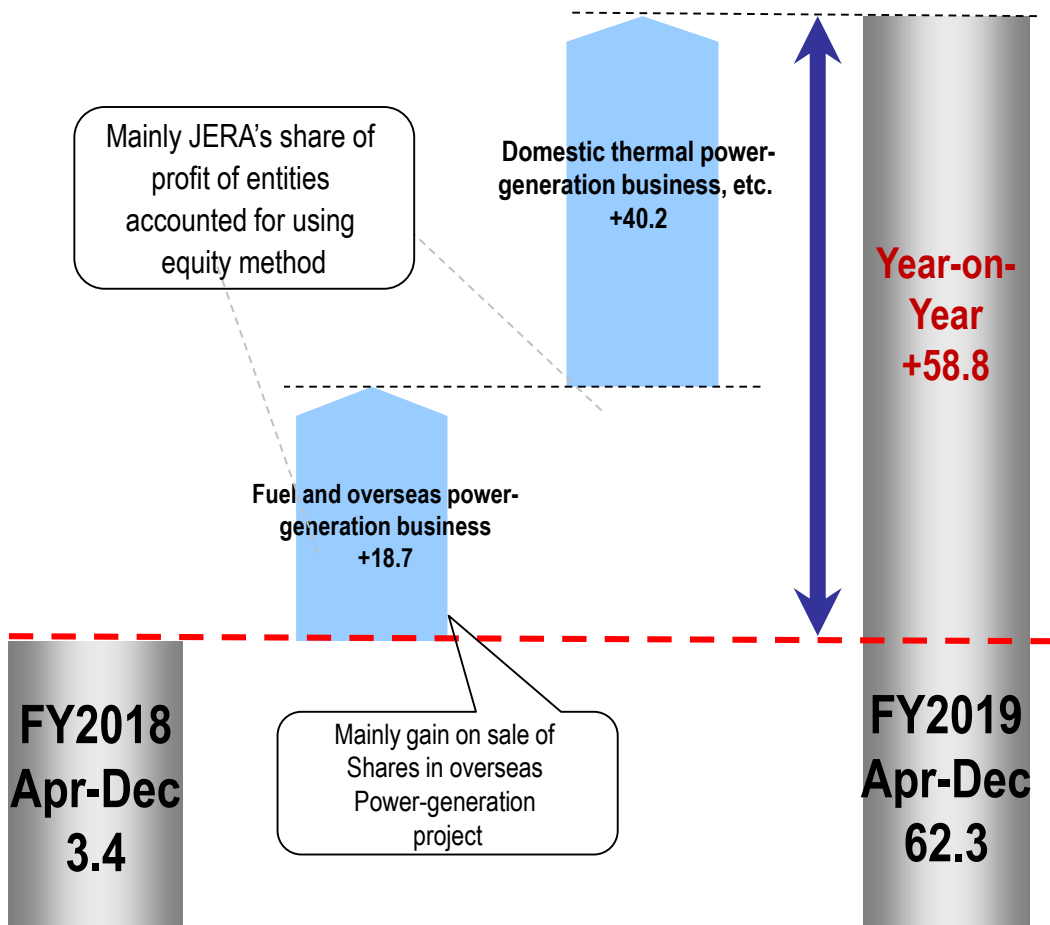 Mainly JERA’s share of
profit of entities
accounted for using
equity method
Domestic thermal power-
generation business, etc.
+40.2
Year-on-
Year
+58.8
Fuel and overseas power-
generation business
+18.7
FY2018
Apr-Dec
3.4
Mainly gain on sale of
Shares in overseas
Power-generation
project
FY2019
Apr-Dec
62.3